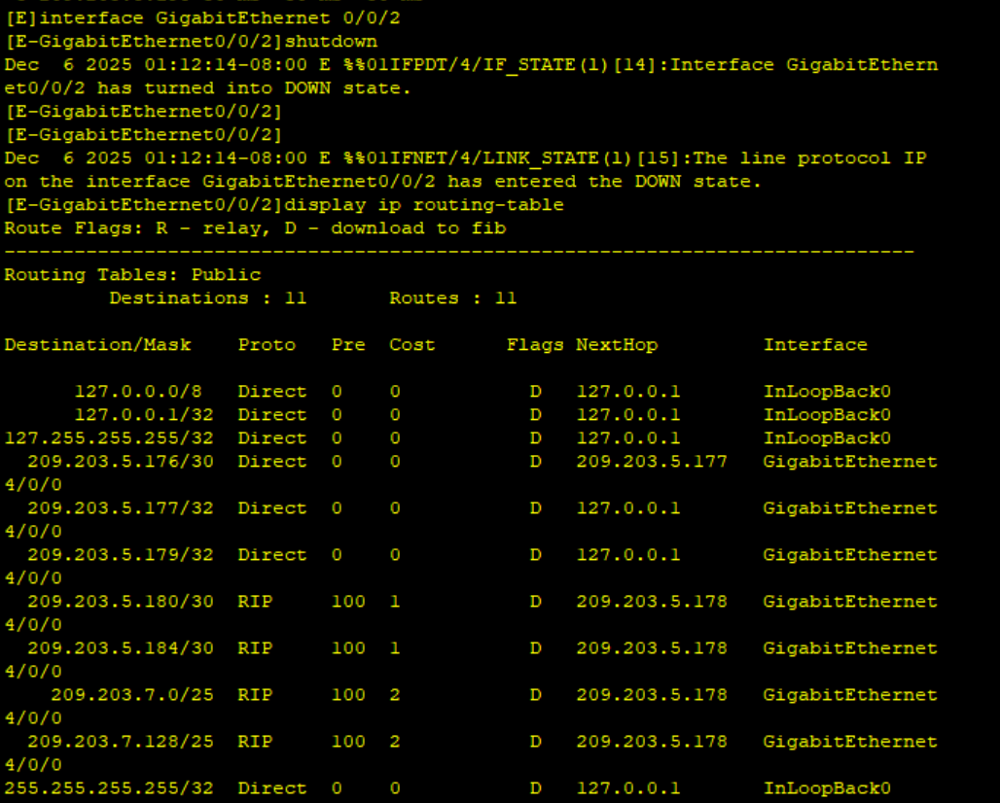 [E]interface GigabitEthernet 0/0/2
[E-GigabitEthernet0/0/2]shutdown
Dec  6 2025 01:12:14-08:00 E %%01IFPDT/4/IF_STATE(l)[14]:Interface GigabitEthern
et0/0/2 has turned into DOWN state.
[E-GigabitEthernet0/0/2]
[E-GigabitEthernet0/0/2]
Dec  6 2025 01:12:14-08:00 E %%01IFNET/4/LINK_STATE(l)[15]:The line protocol IP
on the interface GigabitEthernet0/0/2 has entered the DOWN state.
[E-GigabitEthernet0/0/2]display ip routing-table
Route Flags: R - relay, D - download to fib
------------------------------------------------------------------------------
Routing Tables: Public
         Destinations : 11       Routes : 11

Destination/Mask    Proto   Pre  Cost      Flags NextHop         Interface

      127.0.0.0/8   Direct  0    0           D   127.0.0.1       InLoopBack0
      127.0.0.1/32  Direct  0    0           D   127.0.0.1       InLoopBack0
127.255.255.255/32  Direct  0    0           D   127.0.0.1       InLoopBack0
  209.203.5.176/30  Direct  0    0           D   209.203.5.177   GigabitEthernet
4/0/0
  209.203.5.177/32  Direct  0    0           D   127.0.0.1       GigabitEthernet
4/0/0
  209.203.5.179/32  Direct  0    0           D   127.0.0.1       GigabitEthernet
4/0/0
  209.203.5.180/30  RIP     100  1           D   209.203.5.178   GigabitEthernet
4/0/0
  209.203.5.184/30  RIP     100  1           D   209.203.5.178   GigabitEthernet
4/0/0
    209.203.7.0/25  RIP     100  2           D   209.203.5.178   GigabitEthernet
4/0/0
  209.203.7.128/25  RIP     100  2           D   209.203.5.178   GigabitEthernet
4/0/0
255.255.255.255/32  Direct  0    0           D   127.0.0.1       InLoopBack0